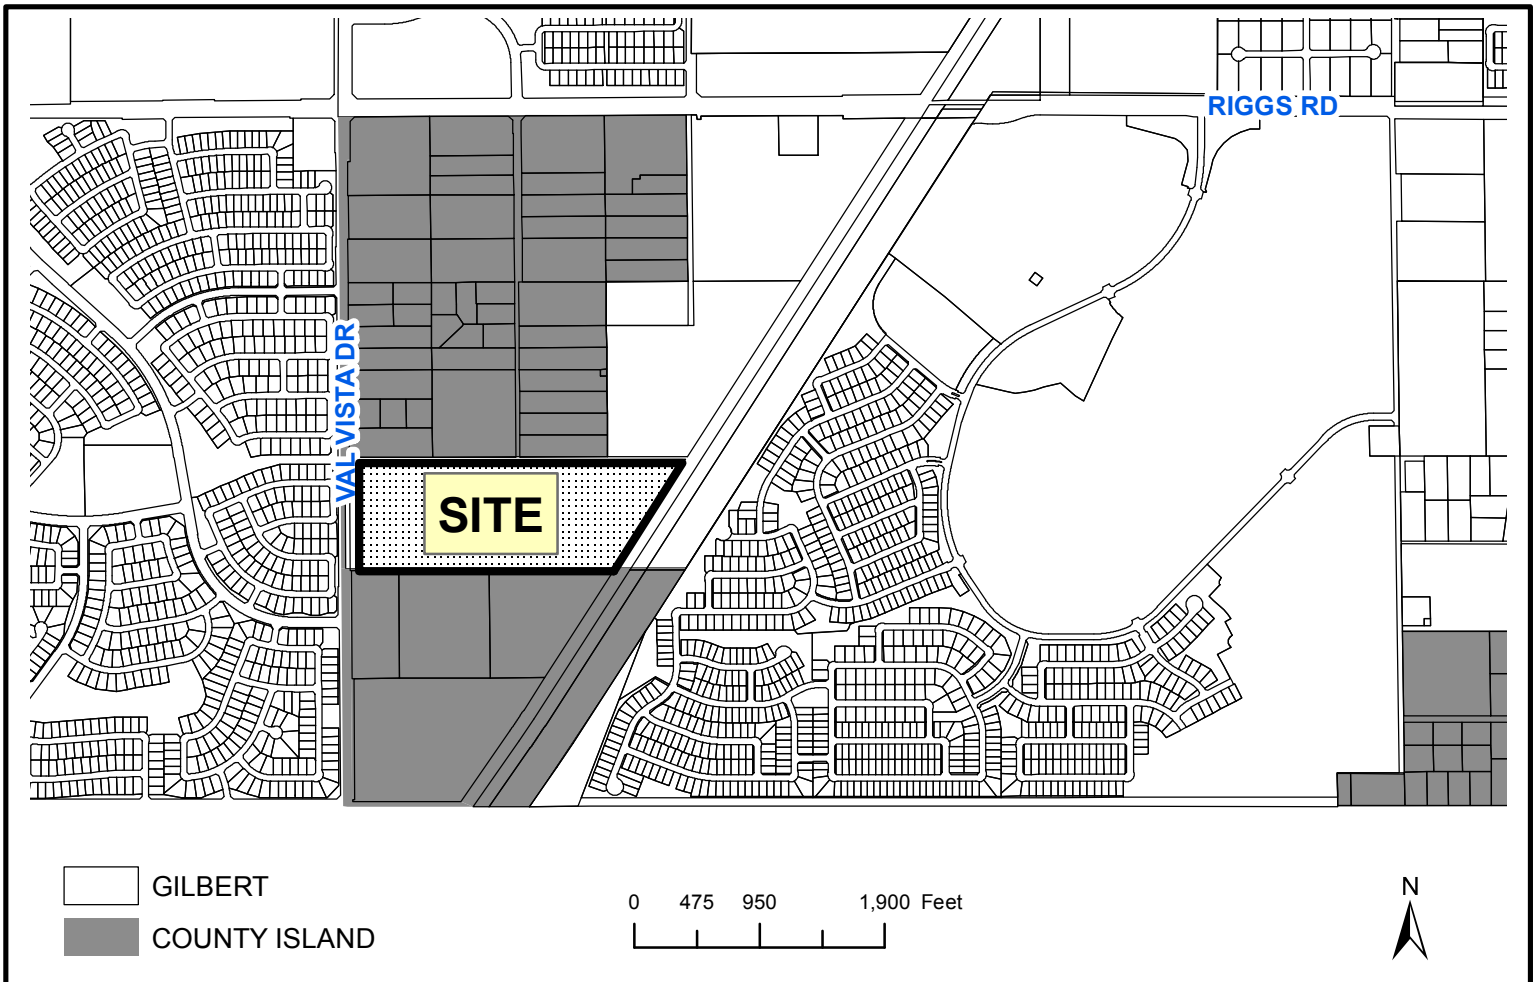 RIGGS RD
VAL VISTA DR
SITE
GILBERT
COUNTY ISLAND
0 475 950 1,900 Feet
N